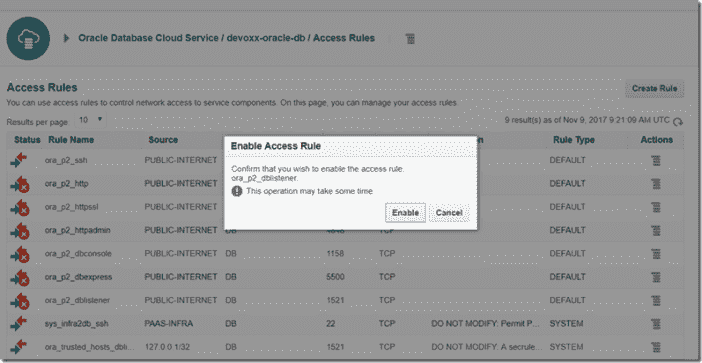 Oracle Database Cloud Service / devoxx-oracle-db / Access Rules
Access Rules
Create Rule
You can use access rules to control network access to service components. On this page, you can manage your access rules.
Results per page: 10
9 result(s) as of Nov 9, 2017 9:21:09 AM UTC
Status Rule Name Source Rule Type Actions
ora_p2_ssh PUBLIC-INTERNET DEFAULT
ora_p2_http PUBLIC-INTERNET DEFAULT
ora_p2_httpssl PUBLIC-INTERNET DEFAULT
ora_p2_httpadmin PUBLIC-INTERNET DB TCP DEFAULT
ora_p2_dbconsole PUBLIC-INTERNET DB 1158 TCP DEFAULT
ora_p2_dbexpress PUBLIC-INTERNET DB 5500 TCP DEFAULT
ora_p2_dblistener PUBLIC-INTERNET DB 1521 TCP DEFAULT
sys_infra2db_ssh PAAS-INFRA DB 22 TCP DO NOT MODIFY: Permit P... SYSTEM
ora_trusted_hosts_dbli... 127.0.0.1/32 DB 1521 TCP DO NOT MODIFY: A secrule... SYSTEM
Enable Access Rule
Confirm that you wish to enable the access rule:
ora_p2_dblistener.
This operation may take some time
Enable Cancel